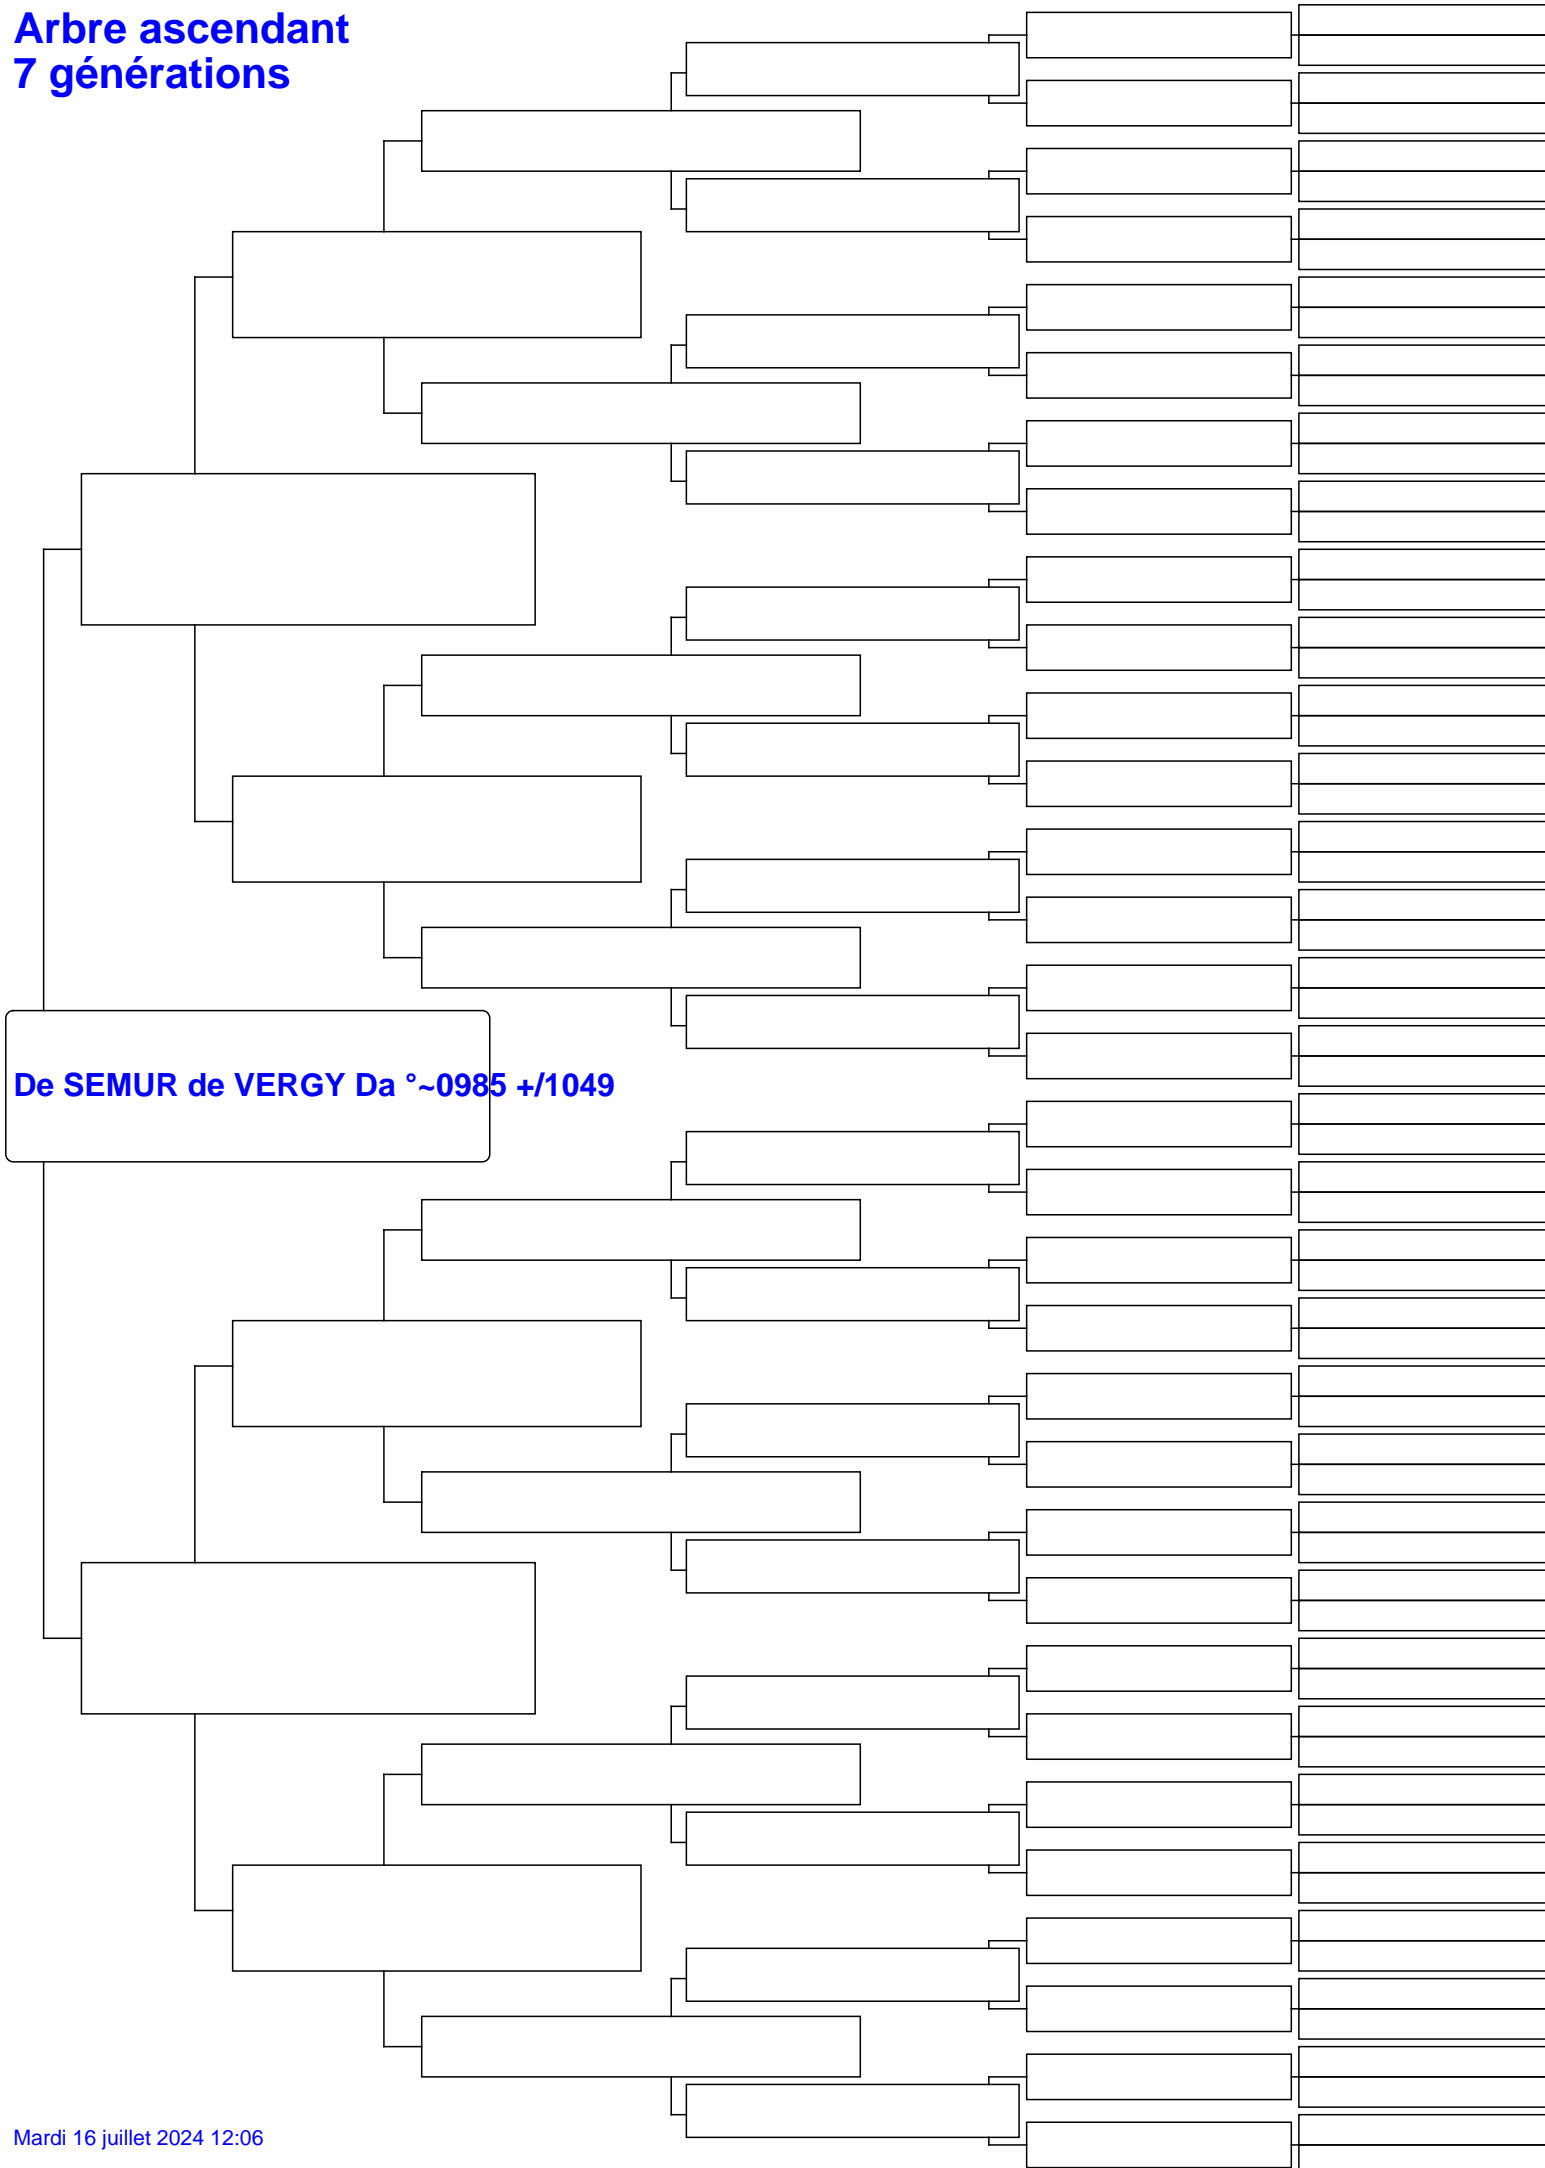 Arbre ascendant
7 générations
De SEMUR de VERGY Da °~0985 +/1049
Mardi 16 juillet 2024 12:06